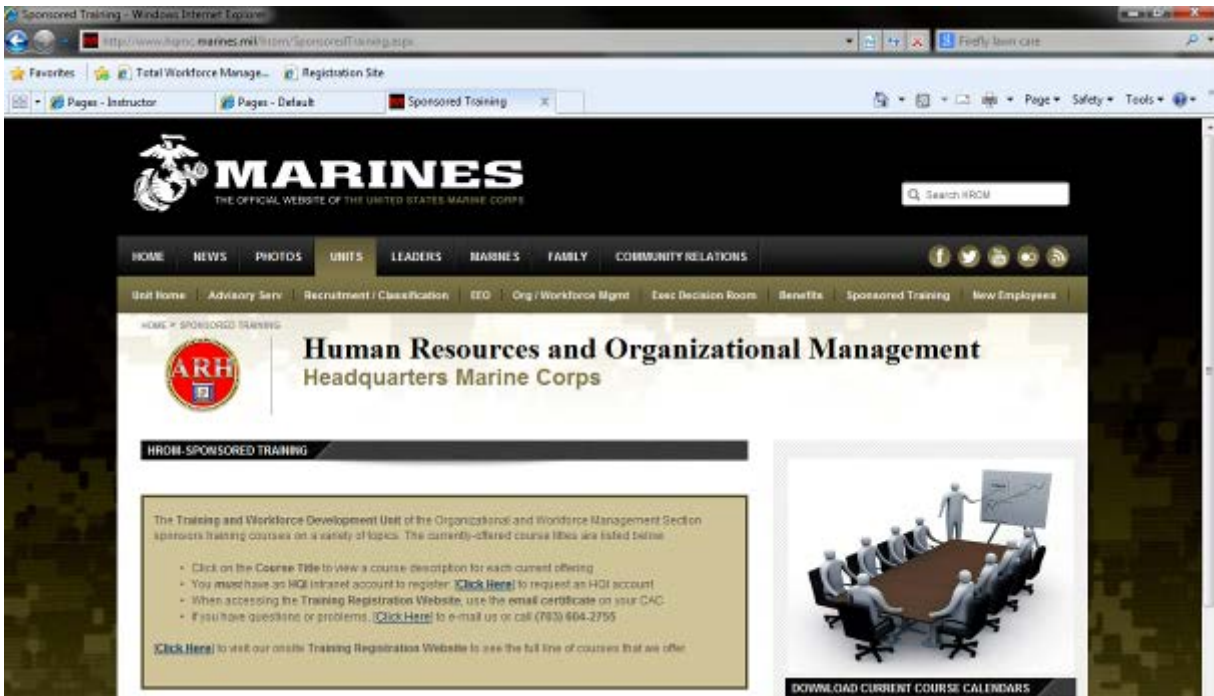 Sponsored Training - Windows Internet Explorer
http://www.hqmc.marines.mil/hrom/SponsoredTraining.aspx
Firefly lawn care
Favorites Total Workforce Manage... Registration Site
Pages - Instructor Pages - Default Sponsored Training X Page Safety Tools
MARINES
THE OFFICIAL WEBSITE OF THE UNITED STATES MARINE CORPS
Search HROM
HOME NEWS PHOTOS UNITS LEADERS MARINES FAMILY COMMUNITY RELATIONS
Unit Home Advisory Serv Recruitment / Classification EEO Org / Workforce Mgmt Exec Decision Room Benefits Sponsored Training New Employees
HOME > SPONSORED TRAINING
ARH
Human Resources and Organizational Management
Headquarters Marine Corps
HROM-SPONSORED TRAINING
The Training and Workforce Development Unit of the Organizational and Workforce Management Section
sponsors training courses on a variety of topics. The currently-offered course titles are listed below.
• Click on the Course Title to view a course description for each current offering
• You must have an HQI intranet account to register. [Click Here] to request an HQI account
• When accessing the Training Registration Website, use the email certificate on your CAC
• If you have questions or problems, [Click Here] to e-mail us or call (703) 604-2755
[Click Here] to visit our onsite Training Registration Website to see the full line of courses that we offer.
DOWNLOAD CURRENT COURSE CALENDARS